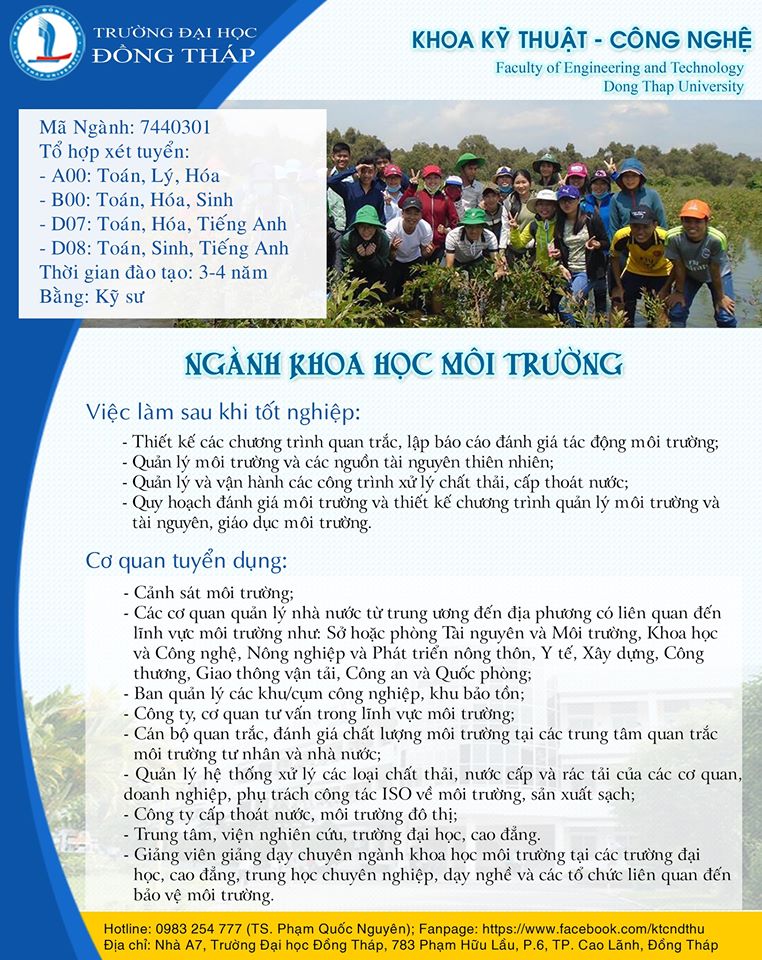 TRƯỜNG ĐẠI HỌC
ĐỒNG THÁP
KHOA KỸ THUẬT - CÔNG NGHỆ
Faculty of Engineering and Technology
Dong Thap University
Mã Ngành: 7440301
Tổ hợp xét tuyển:
- A00: Toán, Lý, Hóa
- B00: Toán, Hóa, Sinh
- D07: Toán, Hóa, Tiếng Anh
- D08: Toán, Sinh, Tiếng Anh
Thời gian đào tạo: 3-4 năm
Bằng: Kỹ sư
NGÀNH KHOA HỌC MÔI TRƯỜNG
Việc làm sau khi tốt nghiệp:
- Thiết kế các chương trình quan trắc, lập báo cáo đánh giá tác động môi trường;
- Quản lý môi trường và các nguồn tài nguyên thiên nhiên;
- Quản lý và vận hành các công trình xử lý chất thải, cấp thoát nước;
- Quy hoạch đánh giá môi trường và thiết kế chương trình quản lý môi trường và
tài nguyên, giáo dục môi trường.
Cơ quan tuyển dụng:
- Cảnh sát môi trường;
- Các cơ quan quản lý nhà nước từ trung ương đến địa phương có liên quan đến
lĩnh vực môi trường như: Sở hoặc phòng Tài nguyên và Môi trường, Khoa học
và Công nghệ, Nông nghiệp và Phát triển nông thôn, Y tế, Xây dựng, Công
thương, Giao thông vận tải, Công an và Quốc phòng;
- Ban quản lý các khu/cụm công nghiệp, khu bảo tồn;
- Công ty, cơ quan tư vấn trong lĩnh vực môi trường;
- Cán bộ quan trắc, đánh giá chất lượng môi trường tại các trung tâm quan trắc
môi trường tư nhân và nhà nước;
- Quản lý hệ thống xử lý các loại chất thải, nước cấp và rác tải của các cơ quan,
doanh nghiệp, phụ trách công tác ISO về môi trường, sản xuất sạch;
- Công ty cấp thoát nước, môi trường đô thị;
- Trung tâm, viện nghiên cứu, trường đại học, cao đẳng.
- Giảng viên giảng dạy chuyên ngành khoa học môi trường tại các trường đại
học, cao đẳng, trung học chuyên nghiệp, dạy nghề và các tổ chức liên quan đến
bảo vệ môi trường.
Hotline: 0983 254 777 (TS. Phạm Quốc Nguyên); Fanpage: https://www.facebook.com/ktcndthu
Địa chỉ: Nhà A7, Trường Đại học Đồng Tháp, 783 Phạm Hữu Lầu, P.6, TP. Cao Lãnh, Đồng Tháp